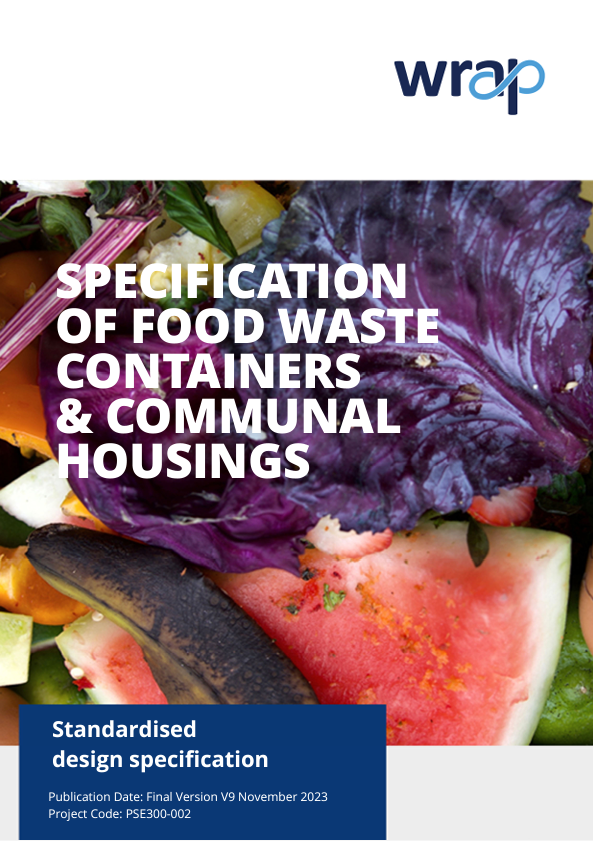 wrap
SPECIFICATION
OF FOOD WASTE
CONTAINERS
& COMMUNAL
HOUSINGS
Standardised
design specification
Publication Date: Final Version V9 November 2023
Project Code: PSE300-002